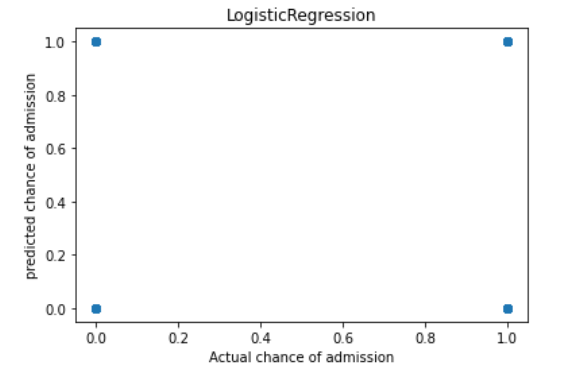 LogisticRegression
1.0
0.8
0.6
0.4
0.2
0.0
predicted chance of admission
0.0 0.2 0.4 0.6 0.8 1.0
Actual chance of admission